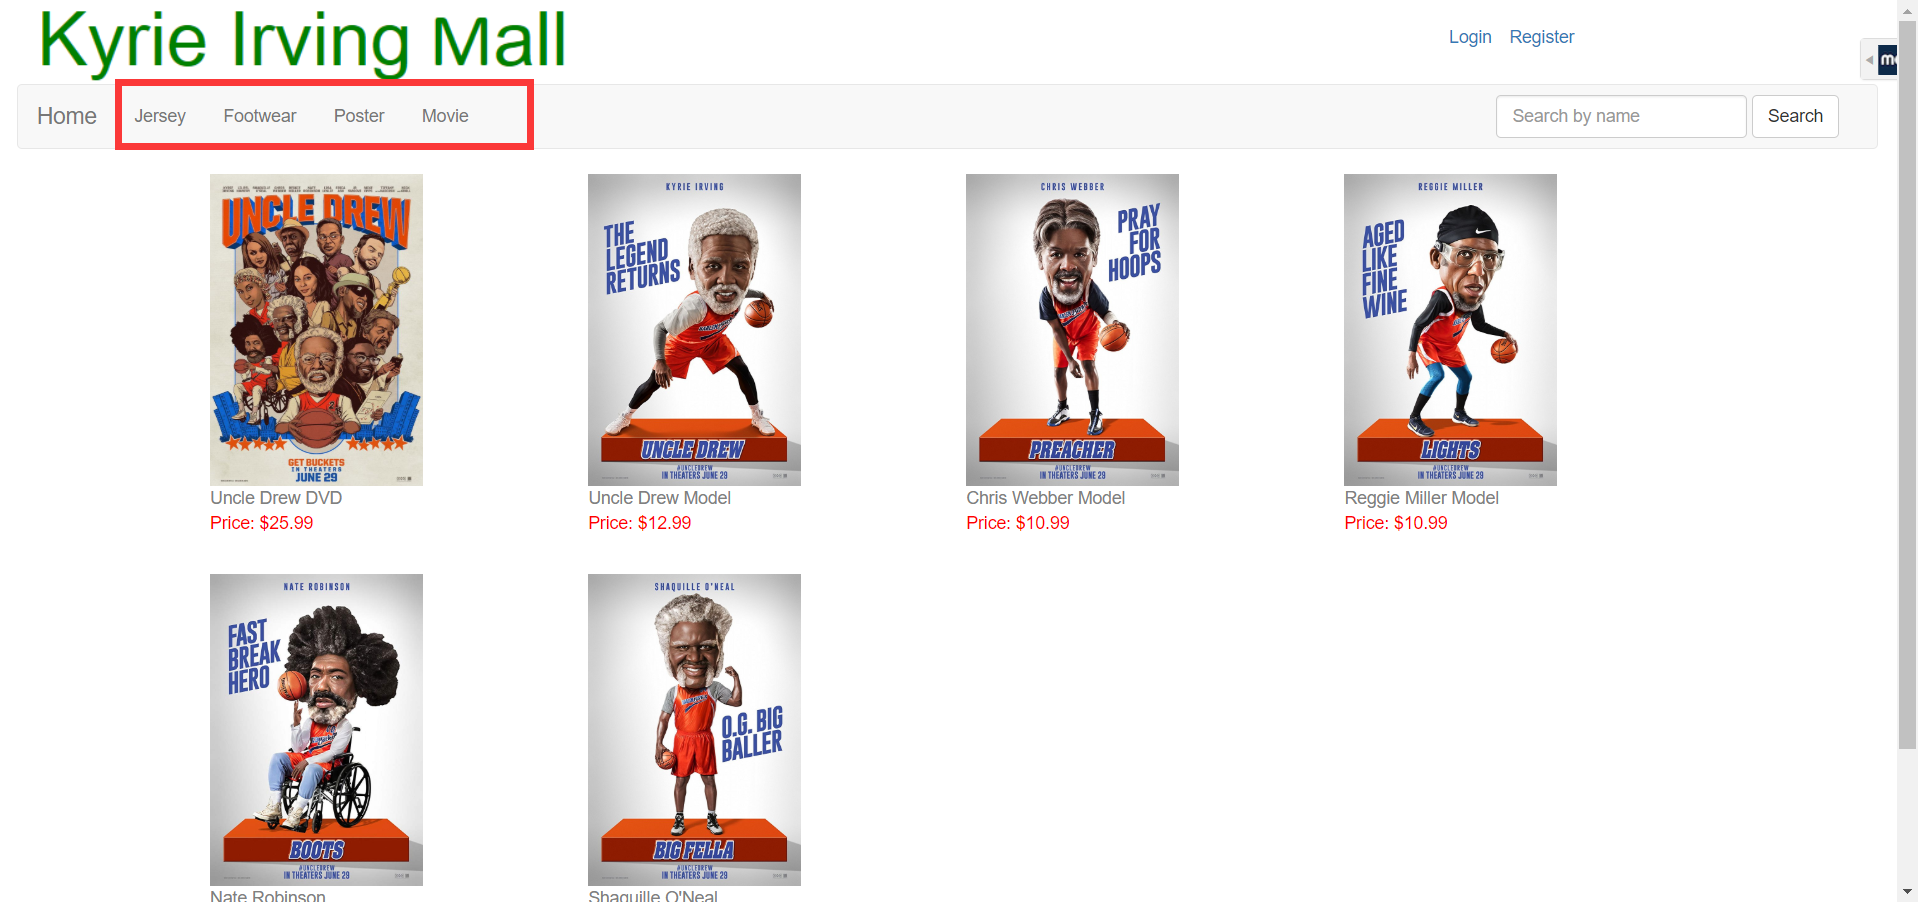 Kyrie Irving Mall
Login Register
Home Jersey Footwear Poster Movie Search by name Search
UNCLE DREW
GET BUCKETS
IN THEATERS
JUNE 29
Uncle Drew DVD
Price: $25.99
KYRIE IRVING
THE
LEGEND
RETURNS
UNCLE DREW
#UNCLEDREW
IN THEATERS JUNE 29
Uncle Drew Model
Price: $12.99
CHRIS WEBBER
PRAY
FOR
HOOPS
PREACHER
#UNCLEDREW
IN THEATERS JUNE 29
Chris Webber Model
Price: $10.99
REGGIE MILLER
AGED
LIKE
FINE
WINE
LIGHTS
#UNCLEDREW
IN THEATERS JUNE 29
Reggie Miller Model
Price: $10.99
NATE ROBINSON
FAST
BREAK
HERO
BOOTS
#UNCLEDREW
IN THEATERS JUNE 29
Nate Robinson
SHAQUILLE O'NEAL
O.G. BIG
BALLER
BIG FELLA
#UNCLEDREW
IN THEATERS JUNE 29
Shaquille O'Neal